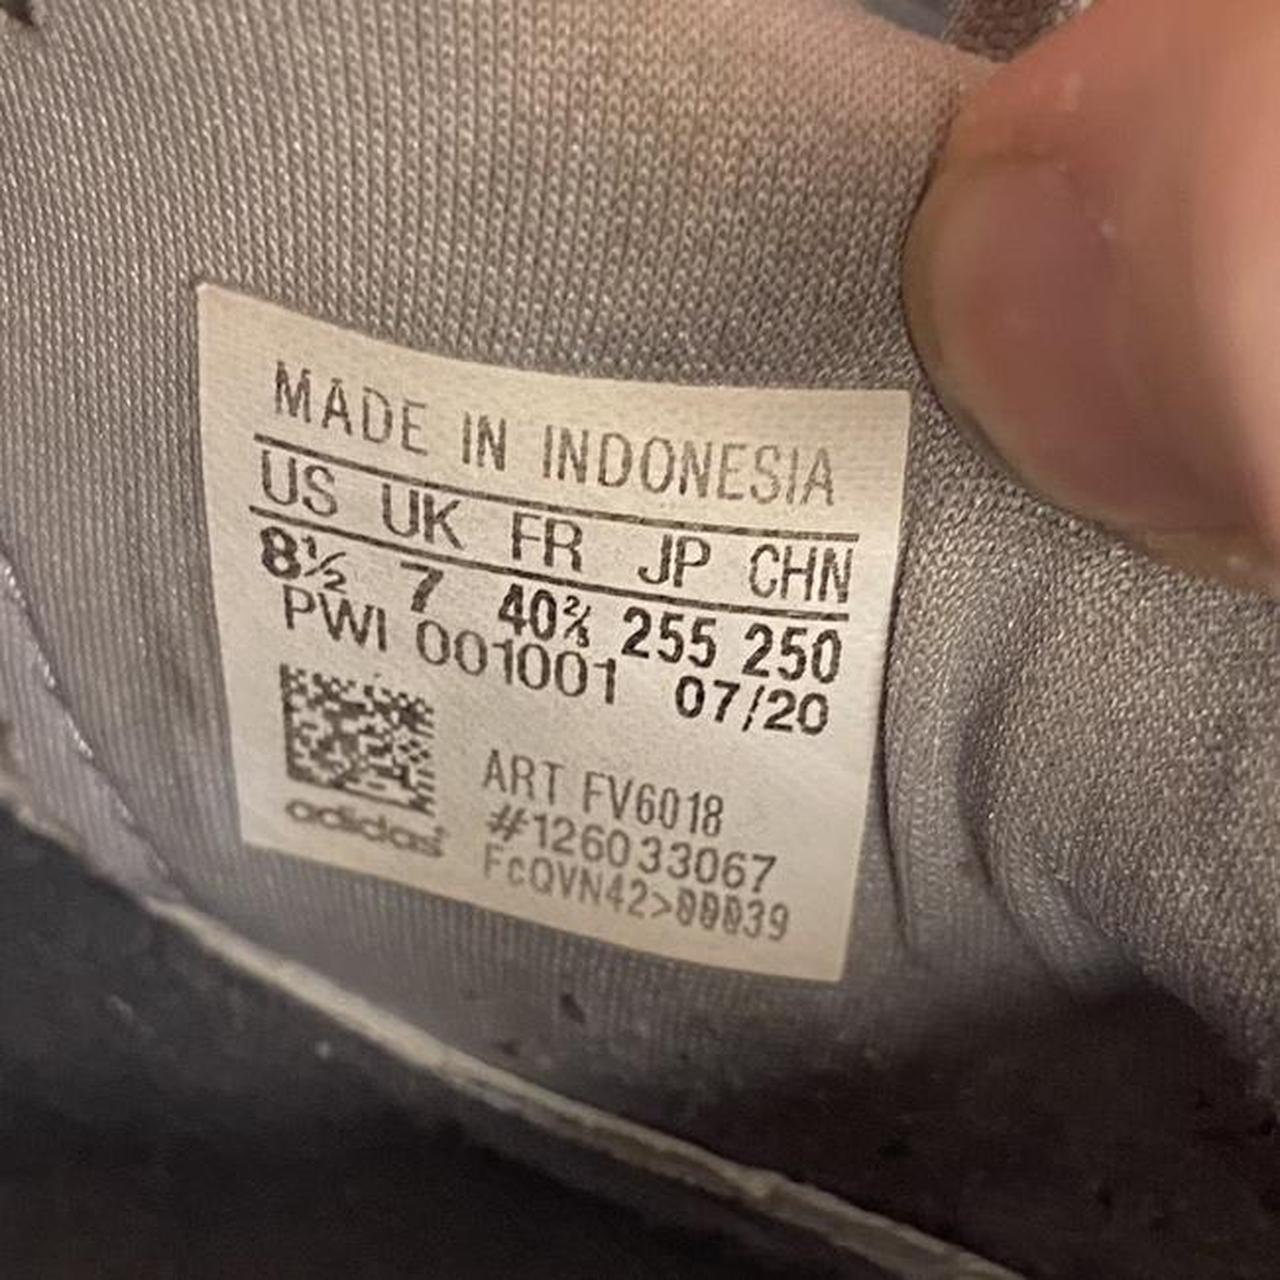 MADE IN INDONESIA
US UK FR JP CHN
8½ 7 40⅔ 255 250
PWI 001001 07/20
ART FV6018
#126033067
FcQVN42>00039
adidas